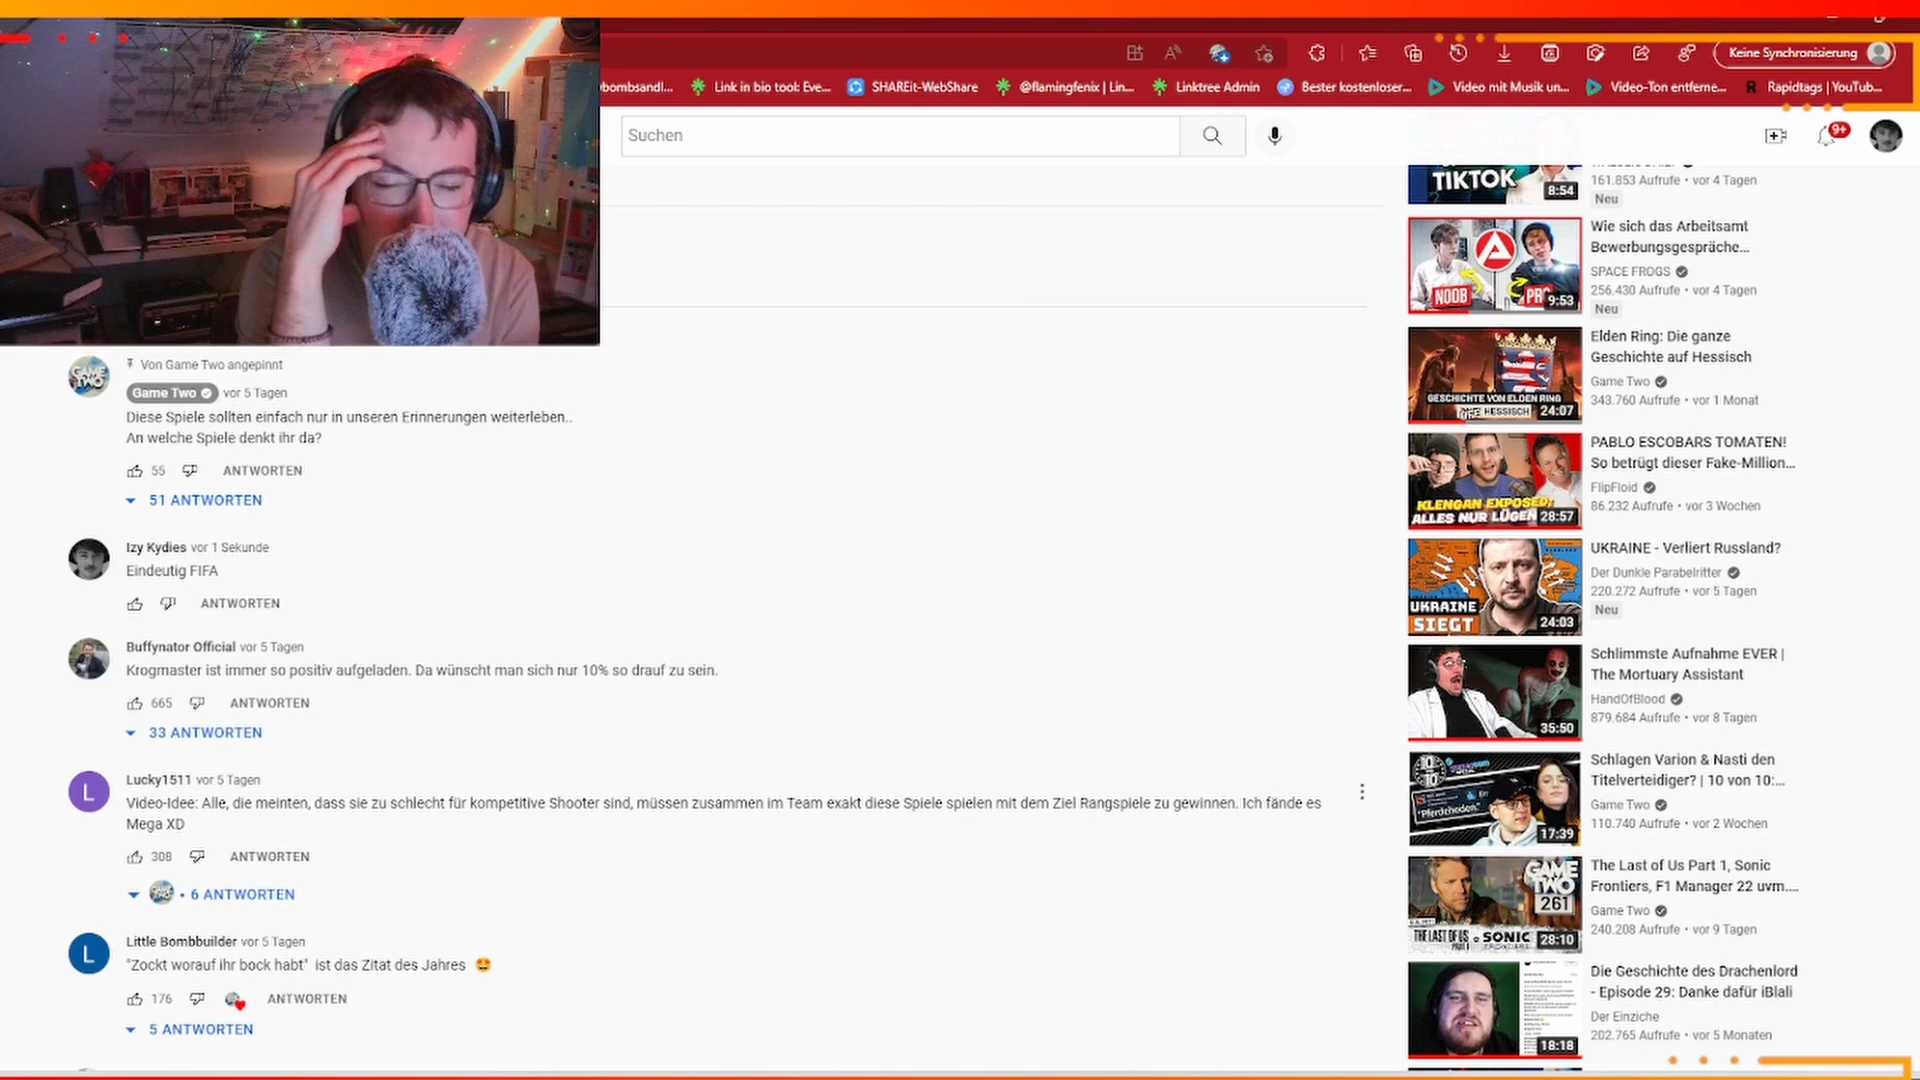 Keine Synchronisierung
bombsandl...
Link in bio tool: Eve...
SHAREit-WebShare
@flamingfenix | Lin...
Linktree Admin
Bester kostenloser...
Video mit Musik un...
Video-Ton entferne...
Rapidtags | YouTub...
Suchen
9+
Von Game Two angepinnt
Game Two vor 5 Tagen
Diese Spiele sollten einfach nur in unseren Erinnerungen weiterleben..
An welche Spiele denkt ihr da?
55 ANTWORTEN
51 ANTWORTEN
Izy Kydies vor 1 Sekunde
Eindeutig FIFA
ANTWORTEN
Buffynator Official vor 5 Tagen
Krogmaster ist immer so positiv aufgeladen. Da wünscht man sich nur 10% so drauf zu sein.
665 ANTWORTEN
33 ANTWORTEN
L
Lucky1511 vor 5 Tagen
Video-Idee: Alle, die meinten, dass sie zu schlecht für kompetitive Shooter sind, müssen zusammen im Team exakt diese Spiele spielen mit dem Ziel Rangspiele zu gewinnen. Ich fände es
Mega XD
308 ANTWORTEN
• 6 ANTWORTEN
L
Little Bombbuilder vor 5 Tagen
"Zockt worauf ihr bock habt" ist das Zitat des Jahres 🤩
176 ANTWORTEN
5 ANTWORTEN
TIKTOK
8:54
161.853 Aufrufe • vor 4 Tagen
Neu
NOOB
PR
9:53
Wie sich das Arbeitsamt
Bewerbungsgespräche...
SPACE FROGS
256.430 Aufrufe • vor 4 Tagen
Neu
GESCHICHTE VON ELDEN RING
HESSISCH
24:07
Elden Ring: Die ganze
Geschichte auf Hessisch
Game Two
343.760 Aufrufe • vor 1 Monat
KLENGAN EXPOSED!
ALLES NUR LÜGEN
28:57
PABLO ESCOBARS TOMATEN!
So betrügt dieser Fake-Million...
FlipFloid
86.232 Aufrufe • vor 3 Wochen
UKRAINE
SIEGT
24:03
UKRAINE - Verliert Russland?
Der Dunkle Parabelritter
220.272 Aufrufe • vor 5 Tagen
Neu
35:50
Schlimmste Aufnahme EVER |
The Mortuary Assistant
HandOfBlood
879.684 Aufrufe • vor 8 Tagen
"Pferdehoden."
17:39
Schlagen Varion & Nasti den
Titelverteidiger? | 10 von 10:...
Game Two
110.740 Aufrufe • vor 2 Wochen
GAME
TWO
261
THE LAST OF US
PART I
SONIC
FRONTIERS
28:10
The Last of Us Part 1, Sonic
Frontiers, F1 Manager 22 uvm....
Game Two
240.208 Aufrufe • vor 9 Tagen
18:18
Die Geschichte des Drachenlord
- Episode 29: Danke dafür iBlali
Der Einziche
202.765 Aufrufe • vor 5 Monaten